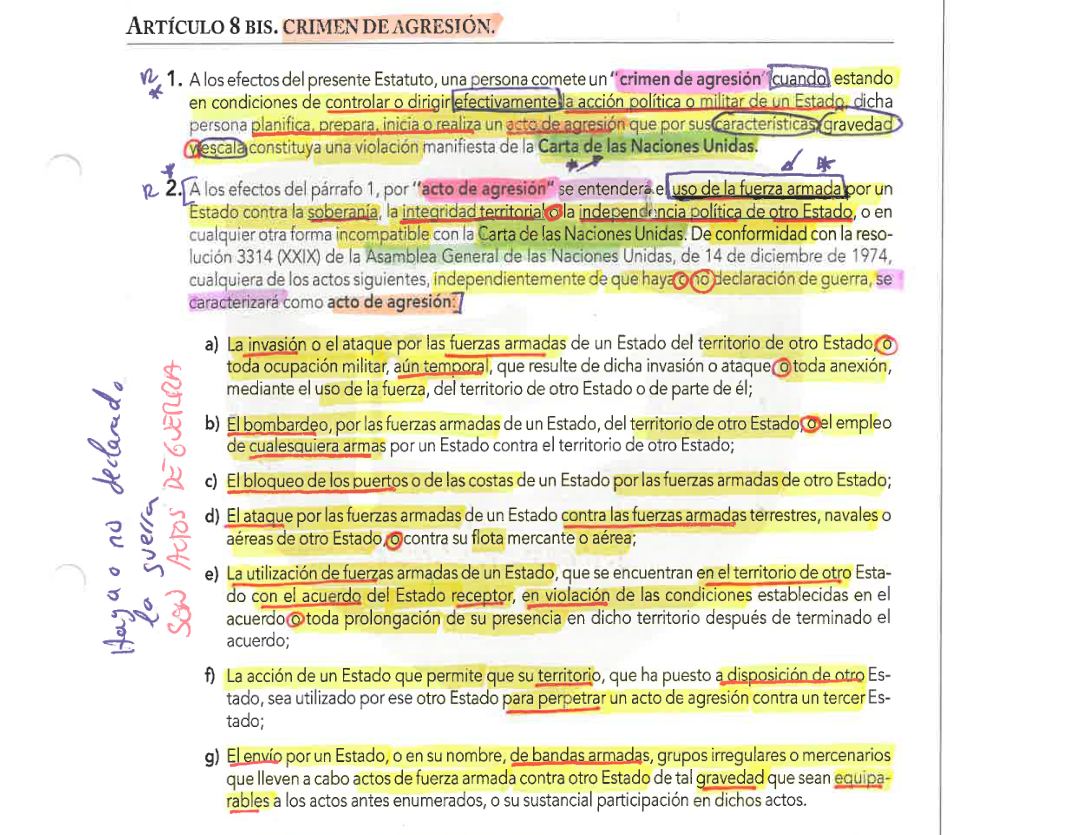 ARTÍCULO 8 BIS. CRIMEN DE AGRESIÓN.
1. A los efectos del presente Estatuto, una persona comete un "crimen de agresión" cuando, estando
en condiciones de controlar o dirigir efectivamente la acción política o militar de un Estado, dicha
persona planifica, prepara, inicia o realiza un acto de agresión que por sus características, gravedad
y escala constituya una violación manifiesta de la Carta de las Naciones Unidas.
2. A los efectos del párrafo 1, por "acto de agresión" se entenderá el uso de la fuerza armada por un
Estado contra la soberanía, la integridad territorial o la independencia política de otro Estado, o en
cualquier otra forma incompatible con la Carta de las Naciones Unidas. De conformidad con la reso-
lución 3314 (XXIX) de la Asamblea General de las Naciones Unidas, de 14 de diciembre de 1974,
cualquiera de los actos siguientes, independientemente de que haya o no declaración de guerra, se
caracterizará como acto de agresión:
a) La invasión o el ataque por las fuerzas armadas de un Estado del territorio de otro Estado, o
toda ocupación militar, aún temporal, que resulte de dicha invasión o ataque, o toda anexión,
mediante el uso de la fuerza, del territorio de otro Estado o de parte de él;
b) El bombardeo, por las fuerzas armadas de un Estado, del territorio de otro Estado, o el empleo
de cualesquiera armas por un Estado contra el territorio de otro Estado;
c) El bloqueo de los puertos o de las costas de un Estado por las fuerzas armadas de otro Estado;
d) El ataque por las fuerzas armadas de un Estado contra las fuerzas armadas terrestres, navales o
aéreas de otro Estado, o contra su flota mercante o aérea;
e) La utilización de fuerzas armadas de un Estado, que se encuentran en el territorio de otro Esta-
do con el acuerdo del Estado receptor, en violación de las condiciones establecidas en el
acuerdo o toda prolongación de su presencia en dicho territorio después de terminado el
acuerdo;
f) La acción de un Estado que permite que su territorio, que ha puesto a disposición de otro Es-
tado, sea utilizado por ese otro Estado para perpetrar un acto de agresión contra un tercer Es-
tado;
g) El envío por un Estado, o en su nombre, de bandas armadas, grupos irregulares o mercenarios
que lleven a cabo actos de fuerza armada contra otro Estado de tal gravedad que sean equipa-
rables a los actos antes enumerados, o su sustancial participación en dichos actos.
Haya o no declarado
la guerra
SON ACTOS DE GUERRA